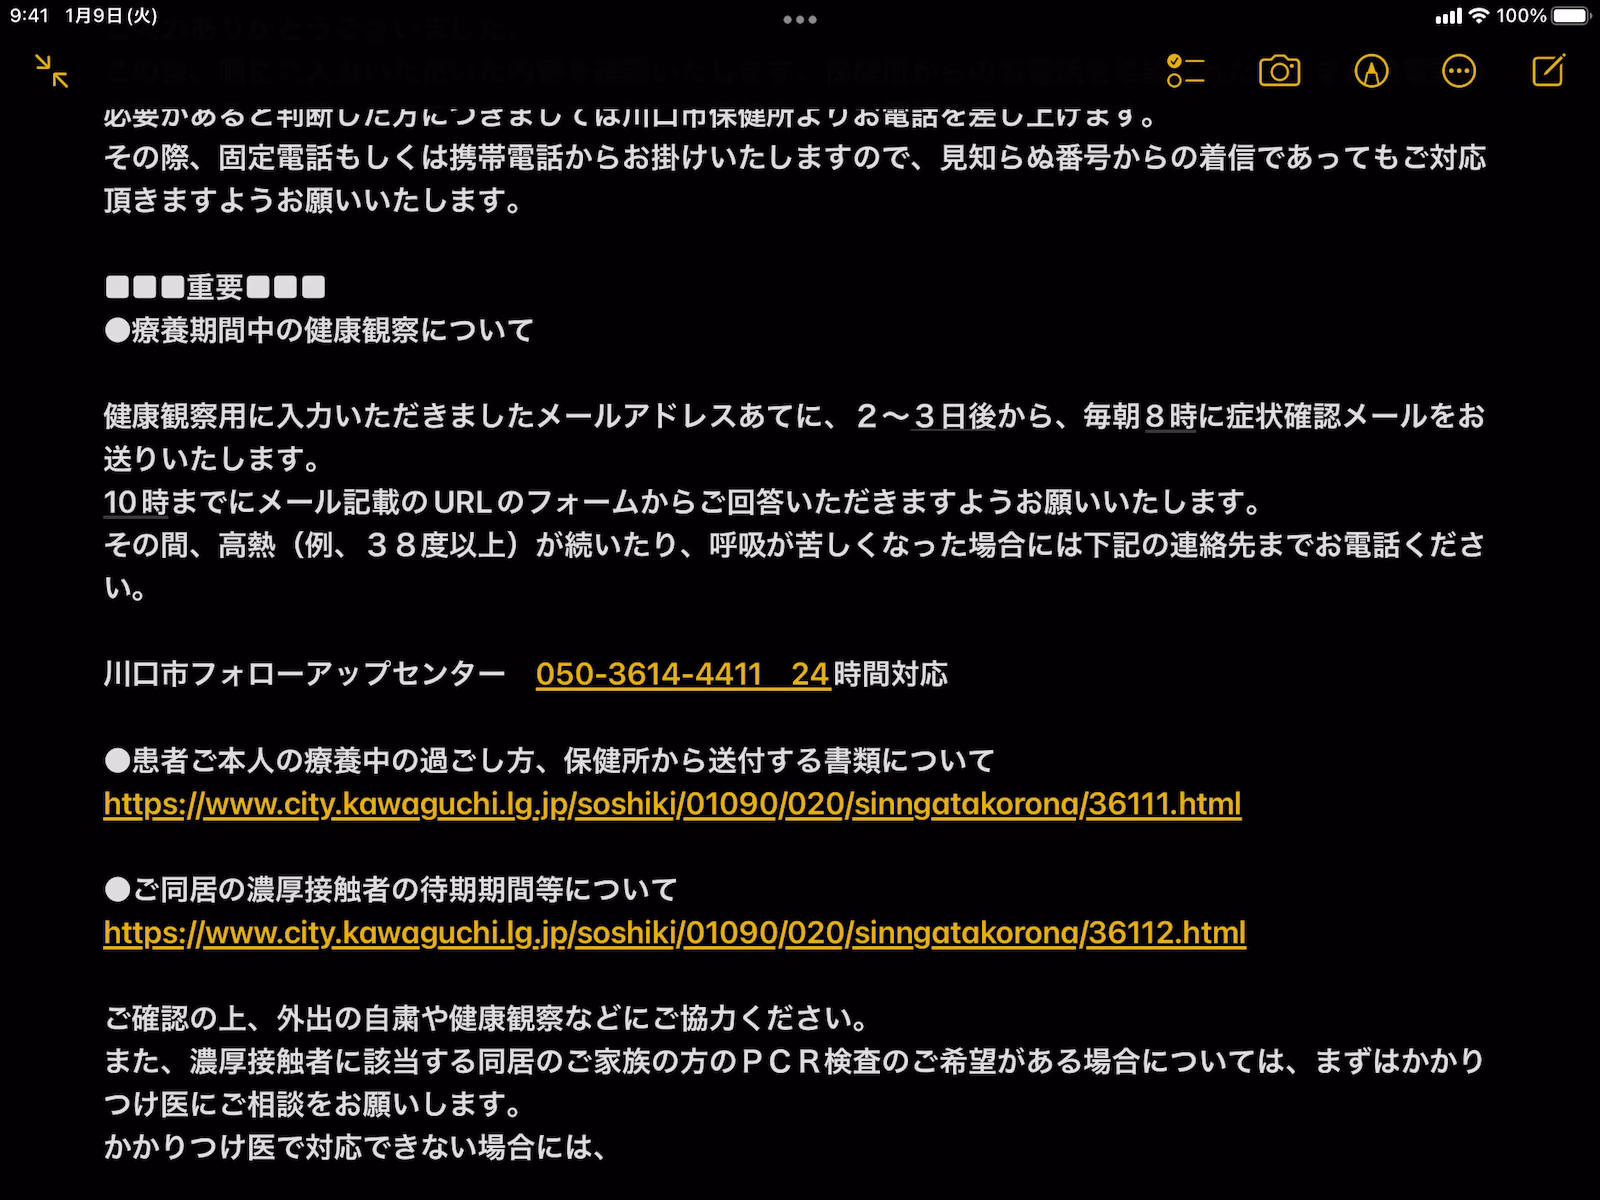 9:41 1月9日(火)
100%
必要があると判断した方につきましては川口市保健所よりお電話を差し上げます。
その際、固定電話もしくは携帯電話からお掛けいたしますので、見知らぬ番号からの着信であってもご対応
頂きますようお願いいたします。
■■■重要■■■
●療養期間中の健康観察について
健康観察用に入力いただきましたメールアドレスあてに、２〜３日後から、毎朝８時に症状確認メールをお
送りいたします。
10時までにメール記載のURLのフォームからご回答いただきますようお願いいたします。
その間、高熱（例、３８度以上）が続いたり、呼吸が苦しくなった場合には下記の連絡先までお電話くださ
い。
川口市フォローアップセンター　050-3614-4411　24時間対応
●患者ご本人の療養中の過ごし方、保健所から送付する書類について
https://www.city.kawaguchi.lg.jp/soshiki/01090/020/sinngatakorona/36111.html
●ご同居の濃厚接触者の待期期間等について
https://www.city.kawaguchi.lg.jp/soshiki/01090/020/sinngatakorona/36112.html
ご確認の上、外出の自粛や健康観察などにご協力ください。
また、濃厚接触者に該当する同居のご家族の方のＰＣＲ検査のご希望がある場合については、まずはかかり
つけ医にご相談をお願いします。
かかりつけ医で対応できない場合には、